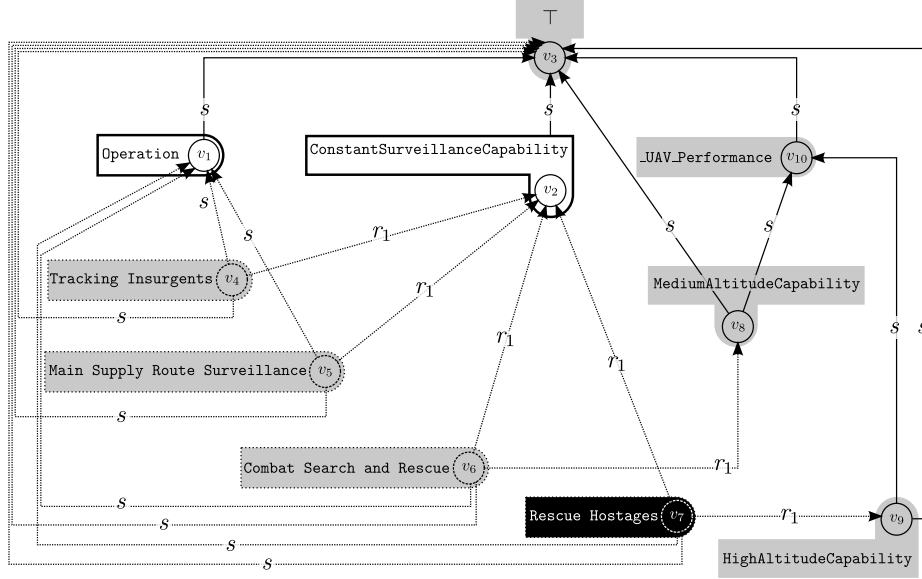 ⊤
v₃
s
s
s
Operation v₁
ConstantSurveillanceCapability
_UAV_Performance v₁₀
v₂
s
s
r₁
s
s
Tracking Insurgents v₄
MediumAltitudeCapability
r₁
s
v₈
s
s
r₁
r₁
Main Supply Route Surveillance v₅
s
Combat Search and Rescue v₆
r₁
s
s
Rescue Hostages v₇
r₁
v₉
s
HighAltitudeCapability
s